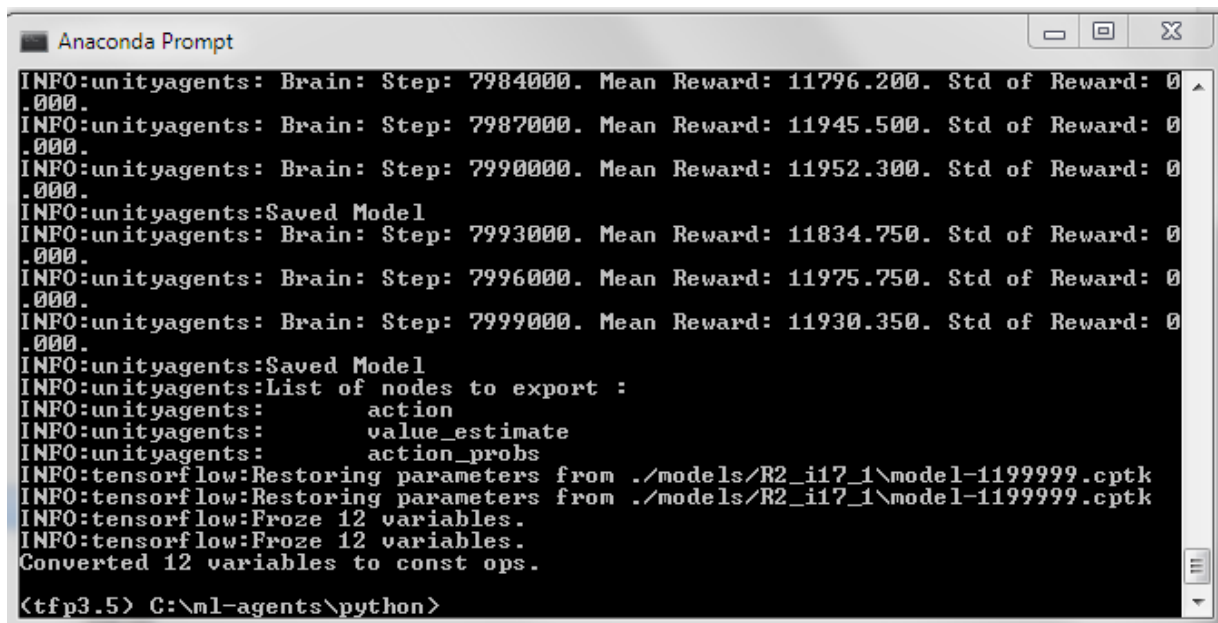 Anaconda Prompt
INFO:unityagents: Brain: Step: 7984000. Mean Reward: 11796.200. Std of Reward: 0
.000.
INFO:unityagents: Brain: Step: 7987000. Mean Reward: 11945.500. Std of Reward: 0
.000.
INFO:unityagents: Brain: Step: 7990000. Mean Reward: 11952.300. Std of Reward: 0
.000.
INFO:unityagents:Saved Model
INFO:unityagents: Brain: Step: 7993000. Mean Reward: 11834.750. Std of Reward: 0
.000.
INFO:unityagents: Brain: Step: 7996000. Mean Reward: 11975.750. Std of Reward: 0
.000.
INFO:unityagents: Brain: Step: 7999000. Mean Reward: 11930.350. Std of Reward: 0
.000.
INFO:unityagents:Saved Model
INFO:unityagents:List of nodes to export :
INFO:unityagents:        action
INFO:unityagents:        value_estimate
INFO:unityagents:        action_probs
INFO:tensorflow:Restoring parameters from ./models/R2_i17_1\model-1199999.cptk
INFO:tensorflow:Restoring parameters from ./models/R2_i17_1\model-1199999.cptk
INFO:tensorflow:Froze 12 variables.
INFO:tensorflow:Froze 12 variables.
Converted 12 variables to const ops.
(tfp3.5) C:\ml-agents\python>